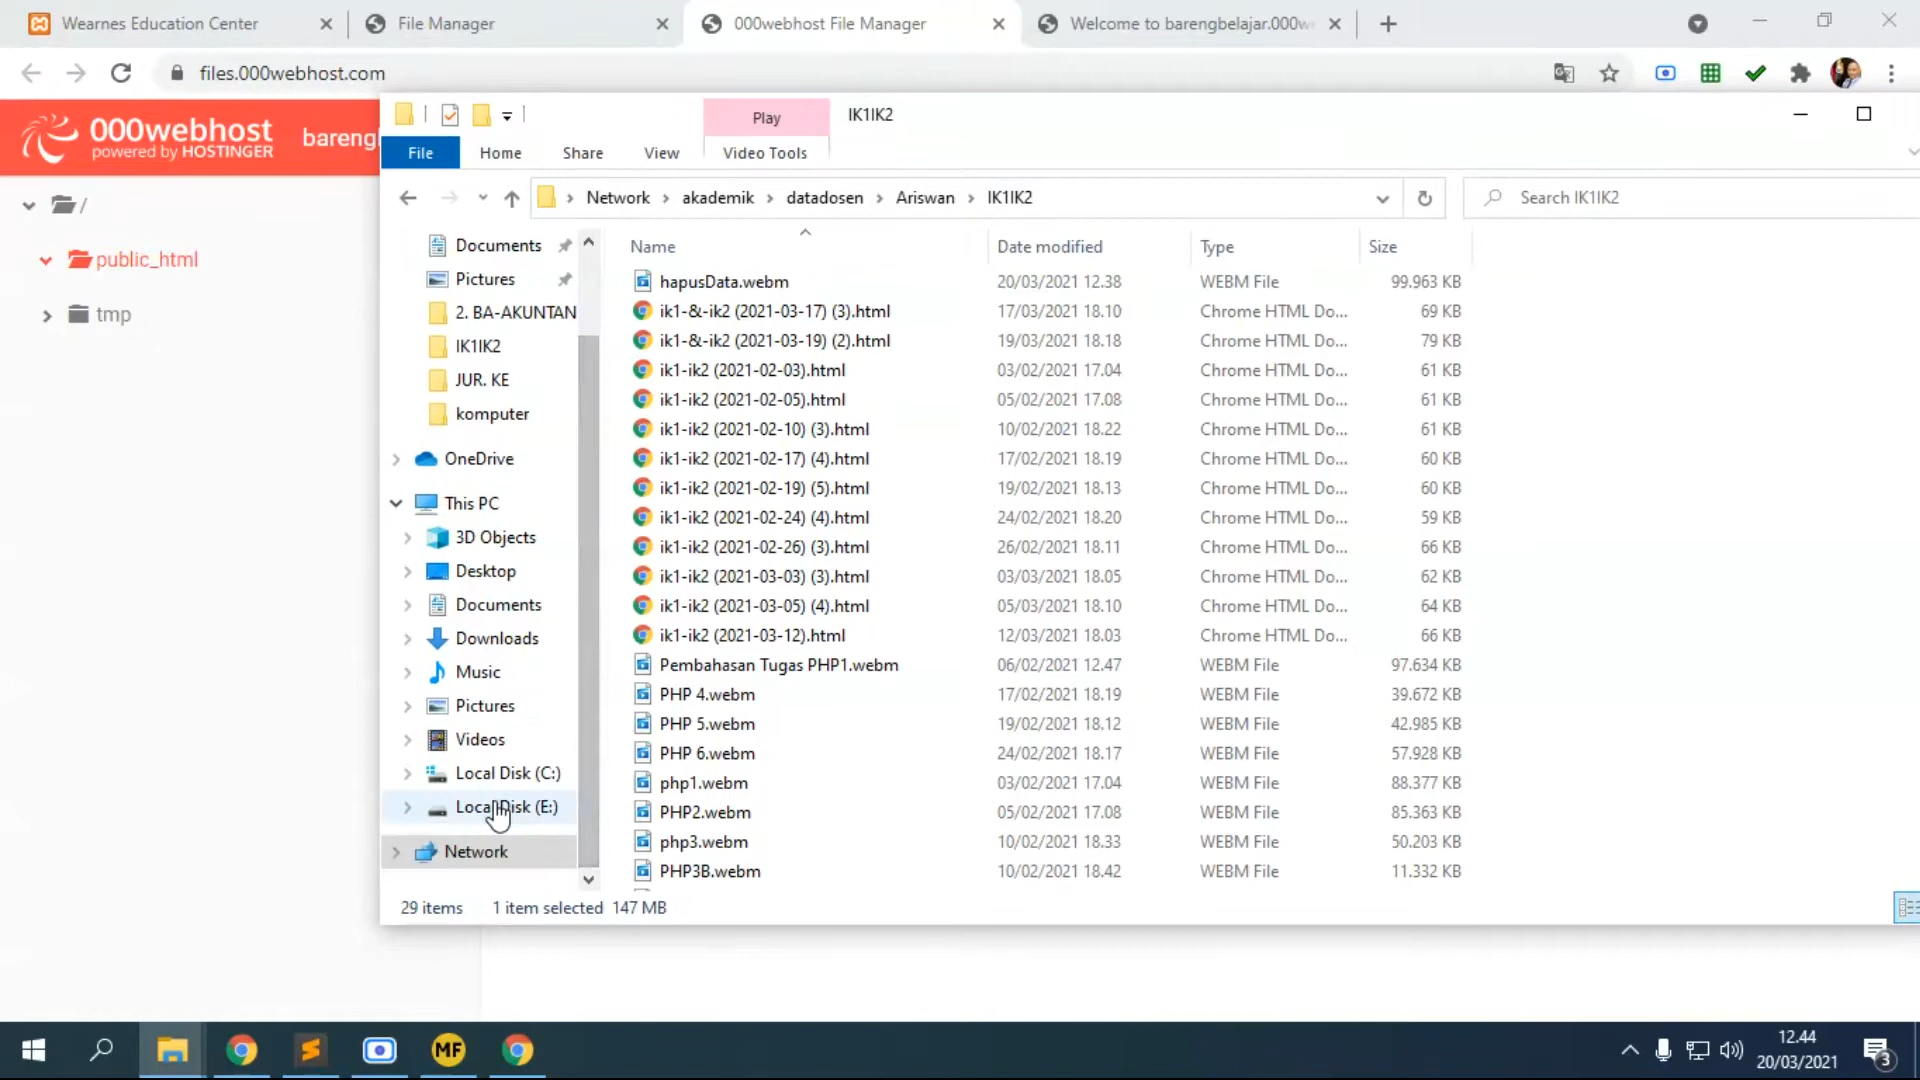 Wearnes Education Center
File Manager
000webhost File Manager
Welcome to barengbelajar.000w
files.000webhost.com
000webhost
powered by HOSTINGER
bareng
/
public_html
tmp
Play
IK1IK2
File
Home
Share
View
Video Tools
Network
akademik
datadosen
Ariswan
IK1IK2
Search IK1IK2
Documents
Pictures
2. BA-AKUNTAN
IK1IK2
JUR. KE
komputer
OneDrive
This PC
3D Objects
Desktop
Documents
Downloads
Music
Pictures
Videos
Local Disk (C:)
Local Disk (E:)
Network
Name Date modified Type Size
hapusData.webm 20/03/2021 12.38 WEBM File 99.963 KB
ik1-&-ik2 (2021-03-17) (3).html 17/03/2021 18.10 Chrome HTML Do... 69 KB
ik1-&-ik2 (2021-03-19) (2).html 19/03/2021 18.18 Chrome HTML Do... 79 KB
ik1-ik2 (2021-02-03).html 03/02/2021 17.04 Chrome HTML Do... 61 KB
ik1-ik2 (2021-02-05).html 05/02/2021 17.08 Chrome HTML Do... 61 KB
ik1-ik2 (2021-02-10) (3).html 10/02/2021 18.22 Chrome HTML Do... 61 KB
ik1-ik2 (2021-02-17) (4).html 17/02/2021 18.19 Chrome HTML Do... 60 KB
ik1-ik2 (2021-02-19) (5).html 19/02/2021 18.13 Chrome HTML Do... 60 KB
ik1-ik2 (2021-02-24) (4).html 24/02/2021 18.20 Chrome HTML Do... 59 KB
ik1-ik2 (2021-02-26) (3).html 26/02/2021 18.11 Chrome HTML Do... 66 KB
ik1-ik2 (2021-03-03) (3).html 03/03/2021 18.05 Chrome HTML Do... 62 KB
ik1-ik2 (2021-03-05) (4).html 05/03/2021 18.10 Chrome HTML Do... 64 KB
ik1-ik2 (2021-03-12).html 12/03/2021 18.03 Chrome HTML Do... 66 KB
Pembahasan Tugas PHP1.webm 06/02/2021 12.47 WEBM File 97.634 KB
PHP 4.webm 17/02/2021 18.19 WEBM File 39.672 KB
PHP 5.webm 19/02/2021 18.12 WEBM File 42.985 KB
PHP 6.webm 24/02/2021 18.17 WEBM File 57.928 KB
php1.webm 03/02/2021 17.04 WEBM File 88.377 KB
PHP2.webm 05/02/2021 17.08 WEBM File 85.363 KB
php3.webm 10/02/2021 18.33 WEBM File 50.203 KB
PHP3B.webm 10/02/2021 18.42 WEBM File 11.332 KB
29 items 1 item selected 147 MB
MF
12.44
20/03/2021
3